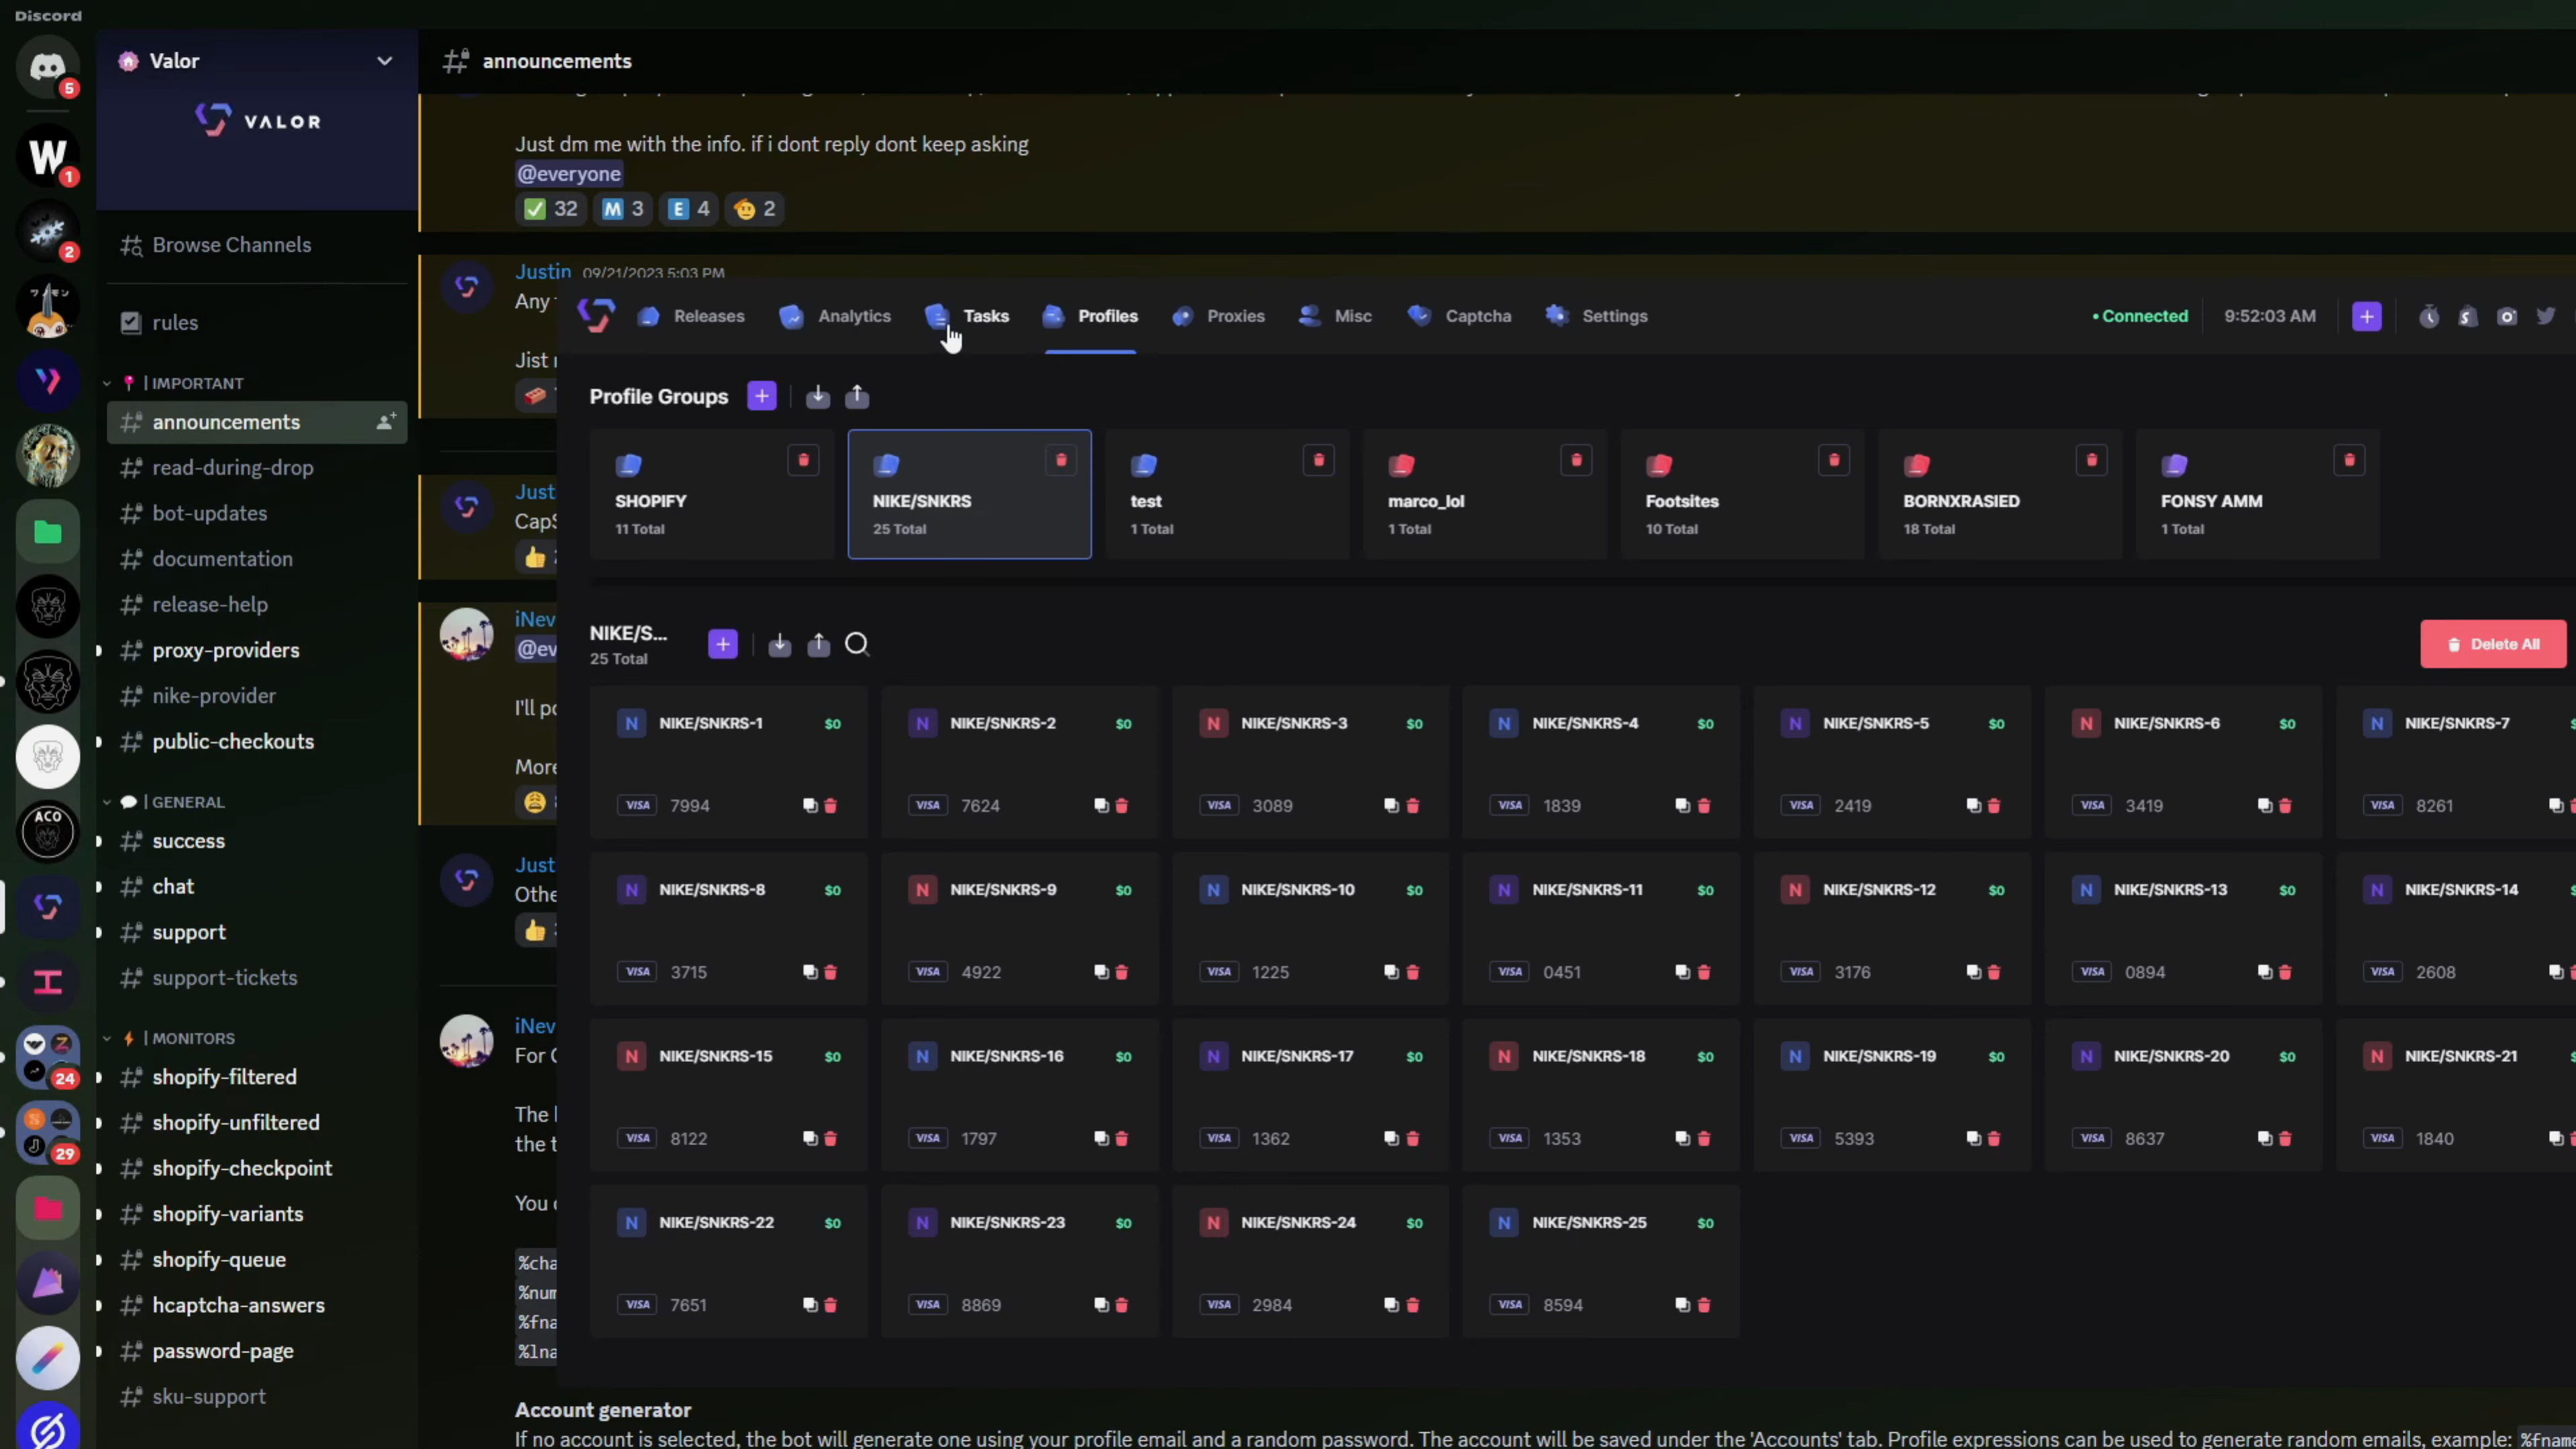 Discord
5
W
1
2
ACO
24
29
Valor
VALOR
Browse Channels
rules
| IMPORTANT
announcements
read-during-drop
bot-updates
documentation
release-help
proxy-providers
nike-provider
public-checkouts
| GENERAL
success
chat
support
support-tickets
| MONITORS
shopify-filtered
shopify-unfiltered
shopify-checkpoint
shopify-variants
shopify-queue
hcaptcha-answers
password-page
sku-support
announcements
Just dm me with the info. if i dont reply dont keep asking
@everyone
32 M 3 E 4 2
Justin 09/21/2023 5:03 PM
Any
Jist
Just
CapS
iNev
@ev
I'll po
More
Just
Othe
iNev
For
The
the t
You
%cha
%num
%fna
%lna
Releases Analytics Tasks Profiles Proxies Misc Captcha Settings
• Connected 9:52:03 AM +
Profile Groups +
SHOPIFY NIKE/SNKRS test marco_lol Footsites BORNXRASIED FONSY AMM
11 Total 25 Total 1 Total 1 Total 10 Total 18 Total 1 Total
NIKE/S... +
25 Total
Delete All
N NIKE/SNKRS-1 $0 N NIKE/SNKRS-2 $0 N NIKE/SNKRS-3 $0 N NIKE/SNKRS-4 $0 N NIKE/SNKRS-5 $0 N NIKE/SNKRS-6 $0 N NIKE/SNKRS-7
VISA 7994 VISA 7624 VISA 3089 VISA 1839 VISA 2419 VISA 3419 VISA 8261
N NIKE/SNKRS-8 $0 N NIKE/SNKRS-9 $0 N NIKE/SNKRS-10 $0 N NIKE/SNKRS-11 $0 N NIKE/SNKRS-12 $0 N NIKE/SNKRS-13 $0 N NIKE/SNKRS-14
VISA 3715 VISA 4922 VISA 1225 VISA 0451 VISA 3176 VISA 0894 VISA 2608
N NIKE/SNKRS-15 $0 N NIKE/SNKRS-16 $0 N NIKE/SNKRS-17 $0 N NIKE/SNKRS-18 $0 N NIKE/SNKRS-19 $0 N NIKE/SNKRS-20 $0 N NIKE/SNKRS-21
VISA 8122 VISA 1797 VISA 1362 VISA 1353 VISA 5393 VISA 8637 VISA 1840
N NIKE/SNKRS-22 $0 N NIKE/SNKRS-23 $0 N NIKE/SNKRS-24 $0 N NIKE/SNKRS-25 $0
VISA 7651 VISA 8869 VISA 2984 VISA 8594
Account generator
If no account is selected, the bot will generate one using your profile email and a random password. The account will be saved under the 'Accounts' tab. Profile expressions can be used to generate random emails, example: %fnam